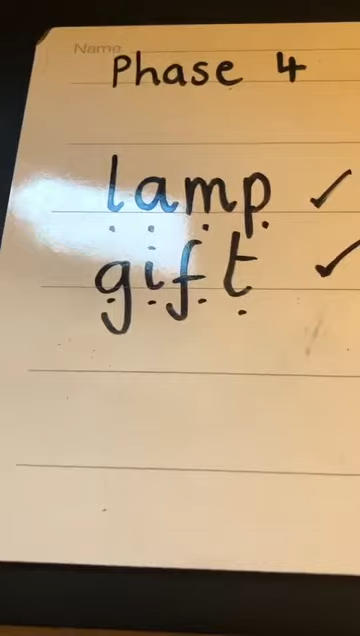 Name
Phase 4
lamp ✓
gift ✓